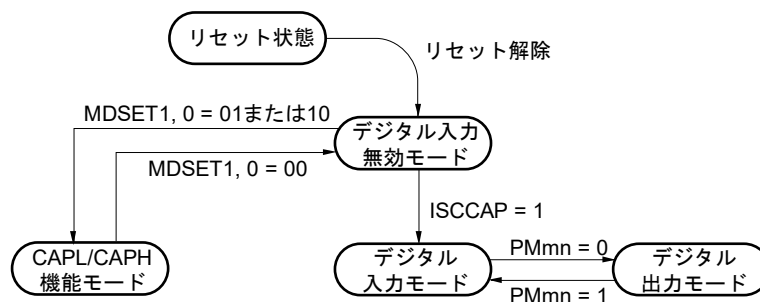 リセット状態
リセット解除
MDSET1, 0 = 01または10
デジタル入力
無効モード
MDSET1, 0 = 00
ISCCAP = 1
CAPL/CAPH
機能モード
デジタル
入力モード
PMmn = 0
PMmn = 1
デジタル
出力モード